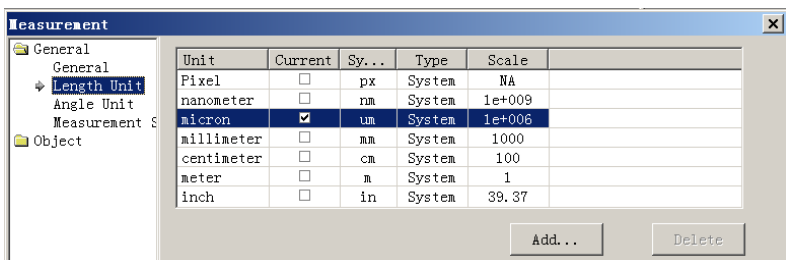 Measurement
General
General
Length Unit
Angle Unit
Measurement S
Object
Unit Current Sy... Type Scale
Pixel px System NA
nanometer nm System 1e+009
micron um System 1e+006
millimeter mm System 1000
centimeter cm System 100
meter m System 1
inch in System 39.37
Add... Delete